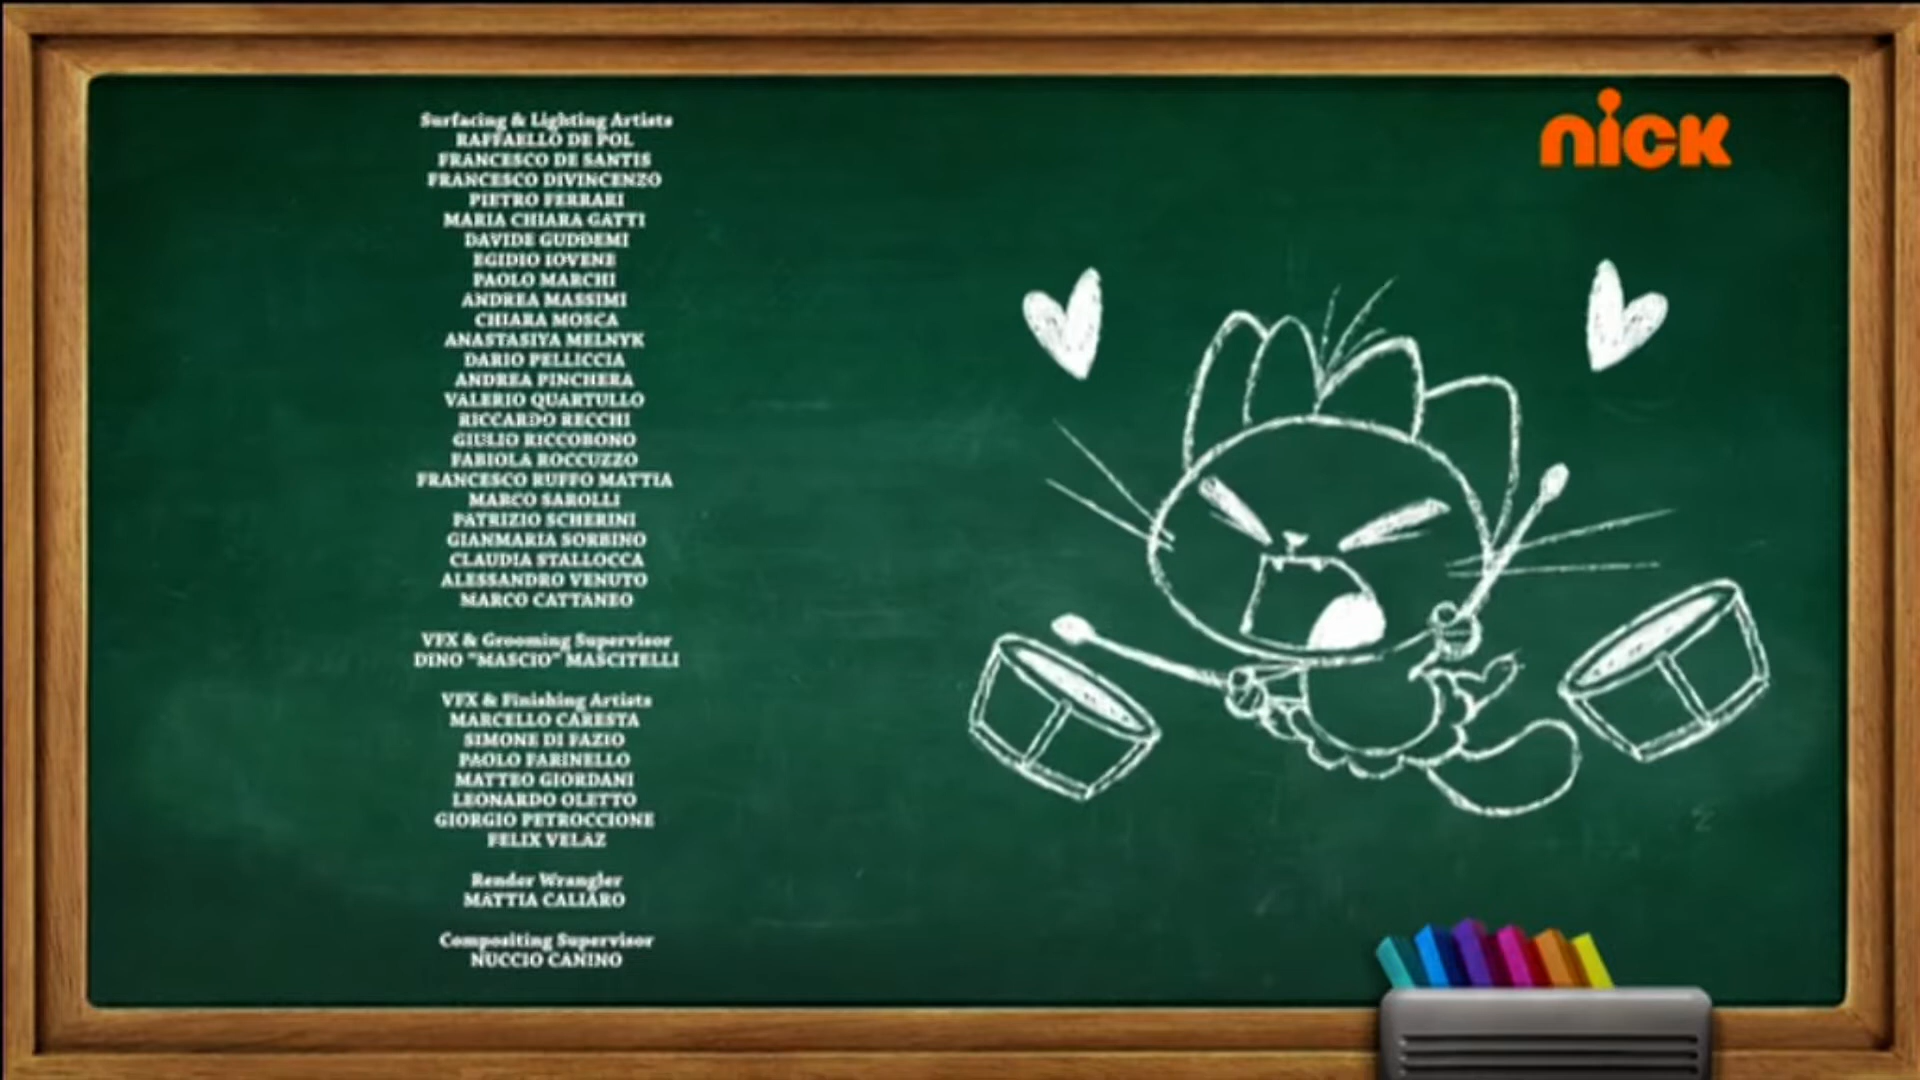 Surfacing & Lighting Artists
RAFFAELLO DE POL
FRANCESCO DE SANTIS
FRANCESCO DIVINCENZO
PIETRO FERRARI
MARIA CHIARA GATTI
DAVIDE GUDDEMI
EGIDIO IOVENE
PAOLO MARCHI
ANDREA MASSIMI
CHIARA MOSCA
ANASTASIYA MELNYK
DARIO PELLICCIA
ANDREA PINCHERA
VALERIO QUARTULLO
RICCARDO RECCHI
GIULIO RICCOBONO
FABIOLA ROCCUZZO
FRANCESCO RUFFO MATTIA
MARCO SAROLLI
PATRIZIO SCHERINI
GIANMARIA SORBINO
CLAUDIA STALLOCCA
ALESSANDRO VENUTO
MARCO CATTANEO
VFX & Grooming Supervisor
DINO "MASCIO" MASCITELLI
VFX & Finishing Artists
MARCELLO CARESTA
SIMONE DI FAZIO
PAOLO FARINELLO
MATTEO GIORDANI
LEONARDO OLETTO
GIORGIO PETROCCIONE
FELIX VELAZ
Render Wrangler
MATTIA CALIARO
Compositing Supervisor
NUCCIO CANINO
nick